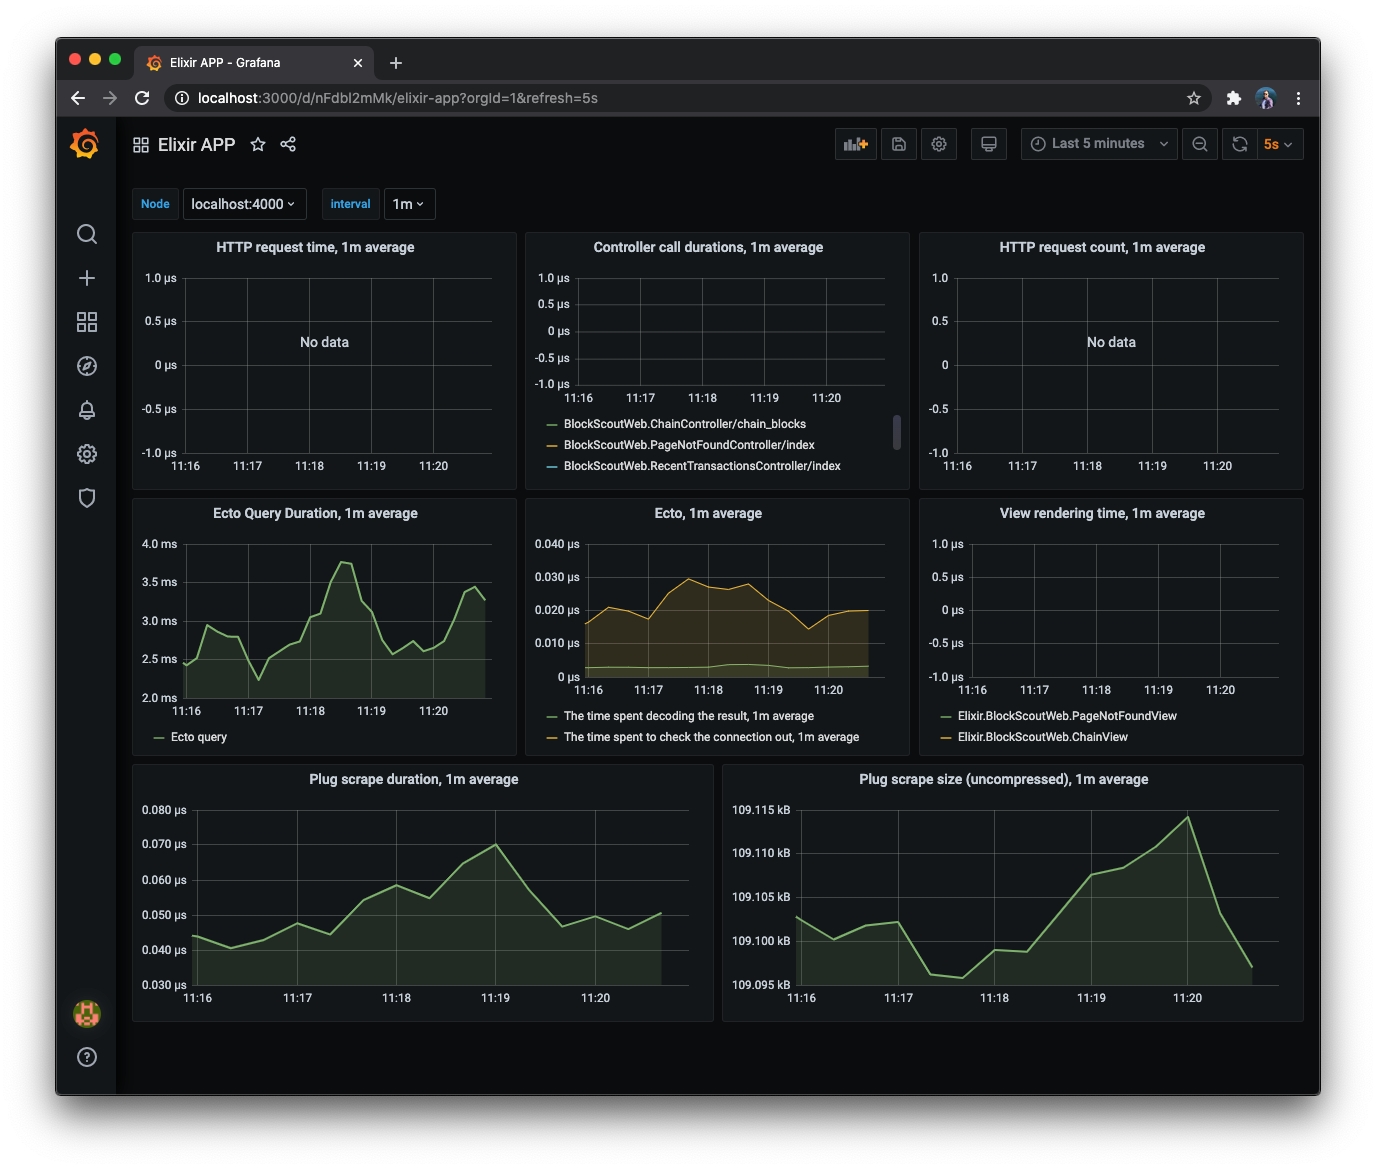 Elixir APP - Grafana
localhost:3000/d/nFdbI2mMk/elixir-app?orgId=1&refresh=5s
Elixir APP
Last 5 minutes
5s
Node localhost:4000 interval 1m
HTTP request time, 1m average
1.0 µs
0.5 µs
No data
0 µs
-0.5 µs
-1.0 µs
11:16 11:17 11:18 11:19 11:20
Controller call durations, 1m average
1.0 µs
0.5 µs
0 µs
-0.5 µs
-1.0 µs
11:16 11:17 11:18 11:19 11:20
BlockScoutWeb.ChainController/chain_blocks
BlockScoutWeb.PageNotFoundController/index
BlockScoutWeb.RecentTransactionsController/index
HTTP request count, 1m average
1.0
0.5
No data
0
-0.5
-1.0
11:16 11:17 11:18 11:19 11:20
Ecto Query Duration, 1m average
4.0 ms
3.5 ms
3.0 ms
2.5 ms
2.0 ms
11:16 11:17 11:18 11:19 11:20
Ecto query
Ecto, 1m average
0.040 µs
0.030 µs
0.020 µs
0.010 µs
0 µs
11:16 11:17 11:18 11:19 11:20
The time spent decoding the result, 1m average
The time spent to check the connection out, 1m average
View rendering time, 1m average
1.0 µs
0.5 µs
0 µs
-0.5 µs
-1.0 µs
11:16 11:17 11:18 11:19 11:20
Elixir.BlockScoutWeb.PageNotFoundView
Elixir.BlockScoutWeb.ChainView
Plug scrape duration, 1m average
0.080 µs
0.070 µs
0.060 µs
0.050 µs
0.040 µs
0.030 µs
11:16 11:17 11:18 11:19 11:20
Plug scrape size (uncompressed), 1m average
109.115 kB
109.110 kB
109.105 kB
109.100 kB
109.095 kB
11:16 11:17 11:18 11:19 11:20